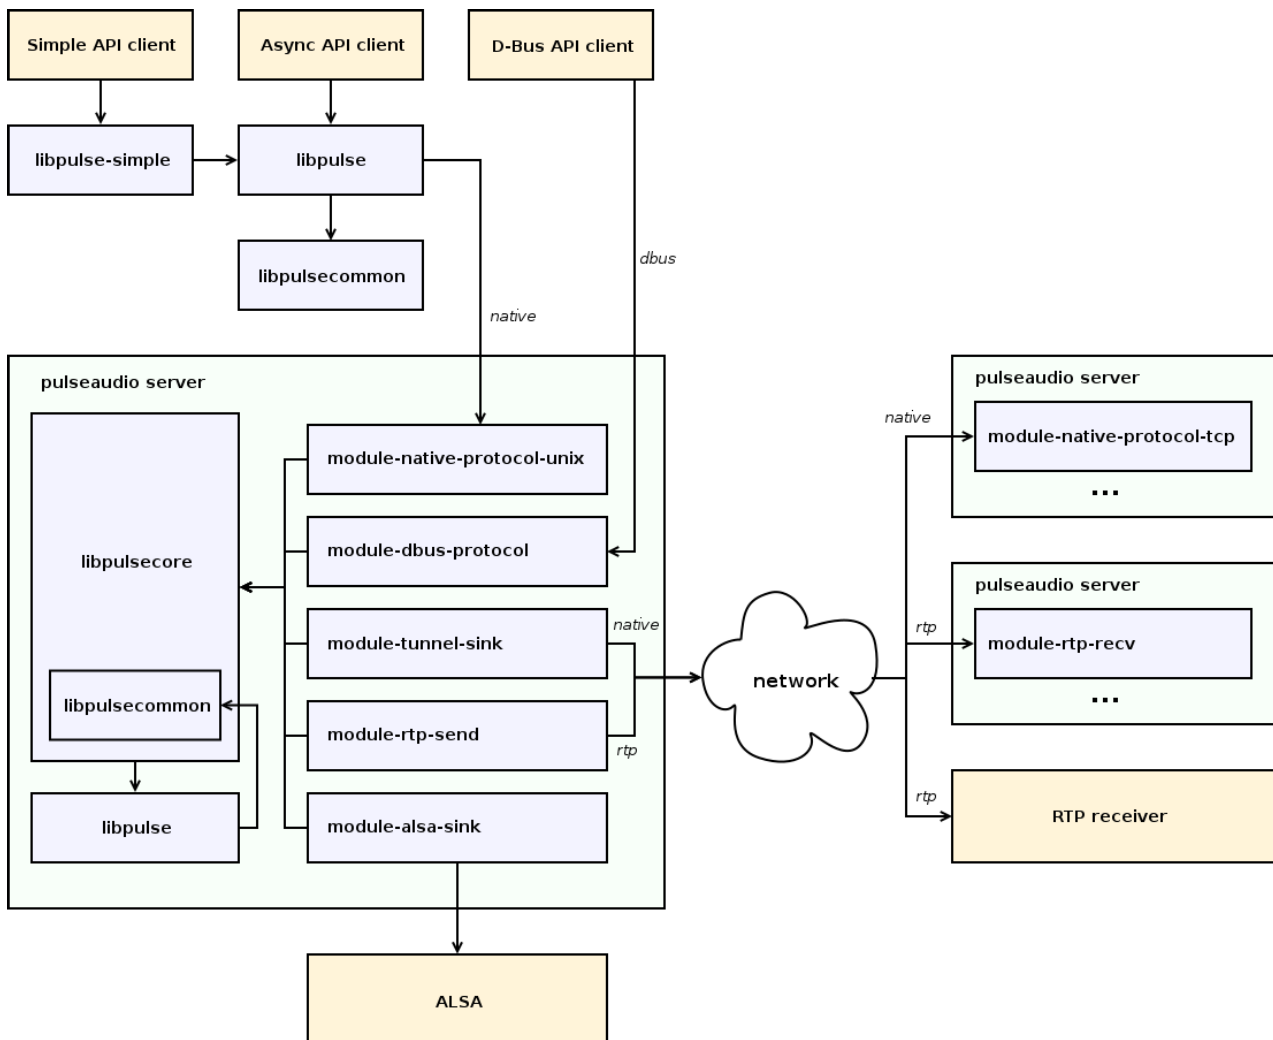 Simple API client
Async API client
D-Bus API client
libpulse-simple
libpulse
libpulsecommon
dbus
native
pulseaudio server
libpulsecore
libpulsecommon
libpulse
module-native-protocol-unix
module-dbus-protocol
module-tunnel-sink
native
module-rtp-send
rtp
module-alsa-sink
ALSA
network
native
pulseaudio server
module-native-protocol-tcp
...
rtp
pulseaudio server
module-rtp-recv
...
rtp
RTP receiver